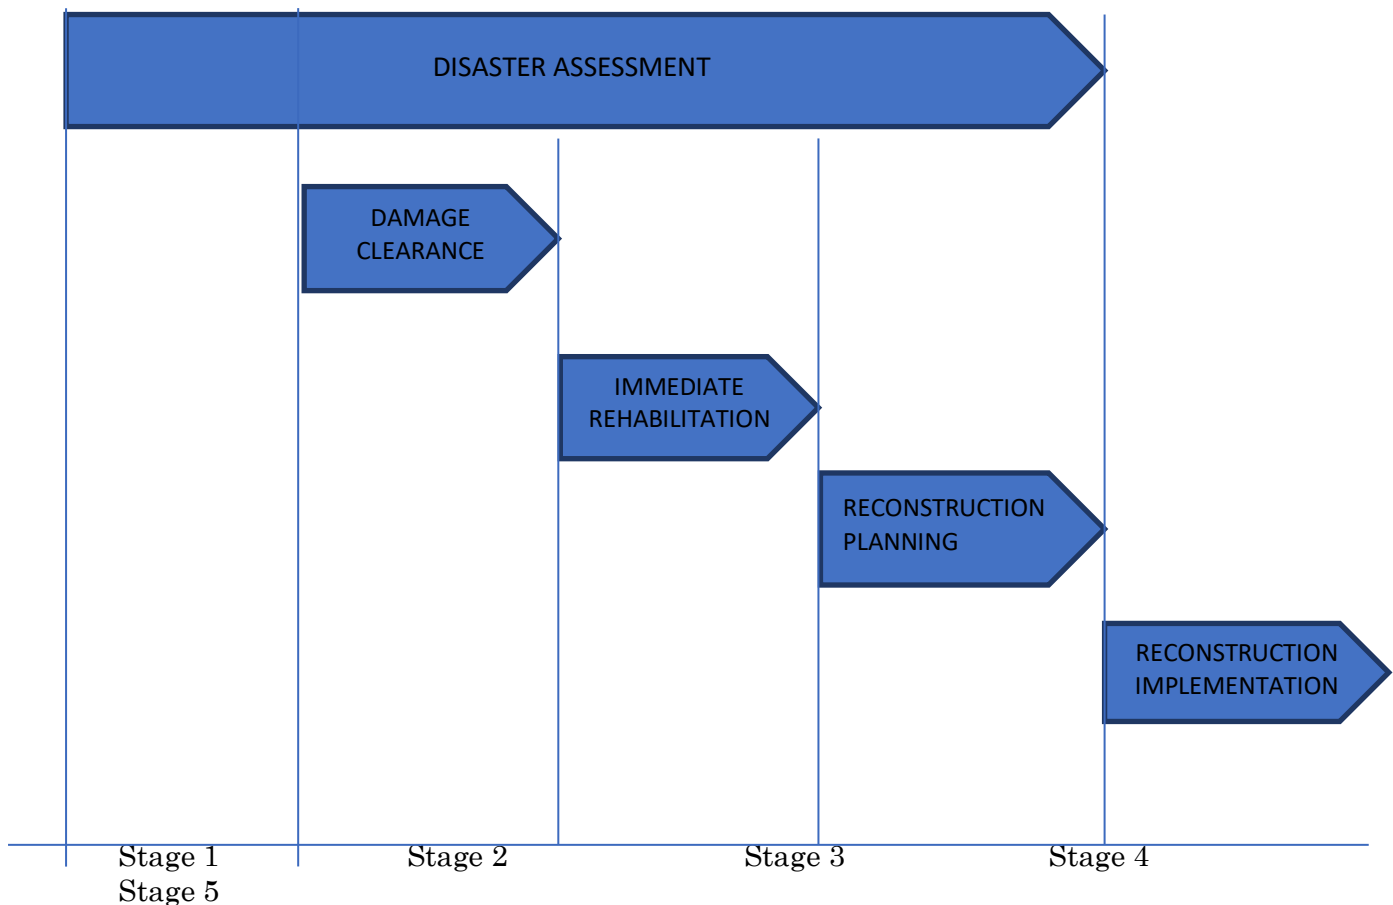 DISASTER ASSESSMENT
DAMAGE
CLEARANCE
IMMEDIATE
REHABILITATION
RECONSTRUCTION
PLANNING
RECONSTRUCTION
IMPLEMENTATION
Stage 1 Stage 2 Stage 3 Stage 4
Stage 5